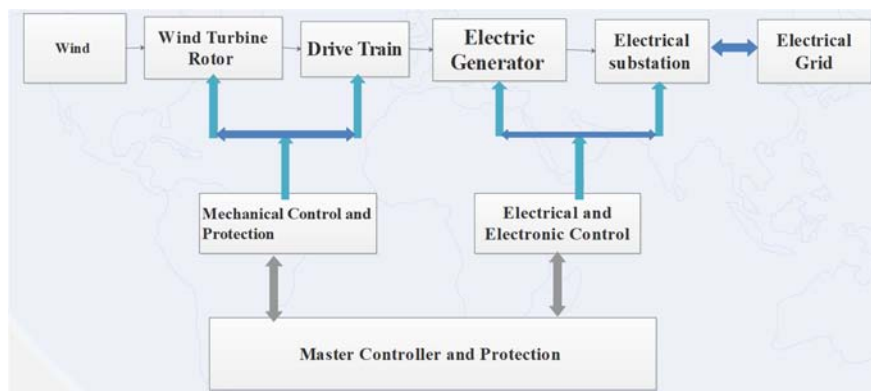 Wind
Wind Turbine
Rotor
Drive Train
Electric
Generator
Electrical
substation
Electrical
Grid
Mechanical Control and
Protection
Electrical and
Electronic Control
Master Controller and Protection